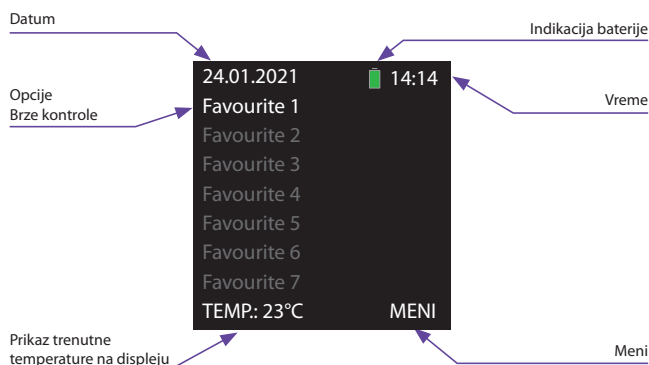 Datum
Indikacija baterije
24.01.2021 14:14
Opcije
Brze kontrole
Favourite 1
Vreme
Favourite 2
Favourite 3
Favourite 4
Favourite 5
Favourite 6
Favourite 7
TEMP.: 23°C MENI
Prikaz trenutne
temperature na displeju
Meni